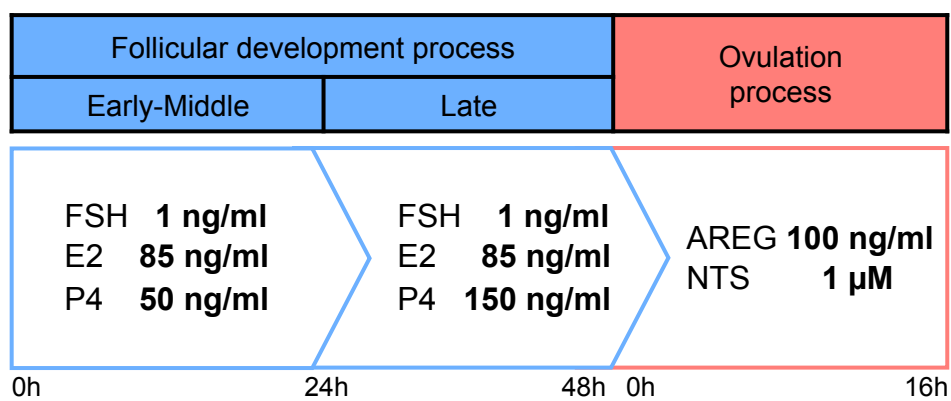 Follicular development process
Ovulation
process
Early-Middle
Late
FSH 1 ng/ml
E2 85 ng/ml
P4 50 ng/ml
FSH 1 ng/ml
E2 85 ng/ml
P4 150 ng/ml
AREG 100 ng/ml
NTS 1 µM
0h
24h
48h
0h
16h